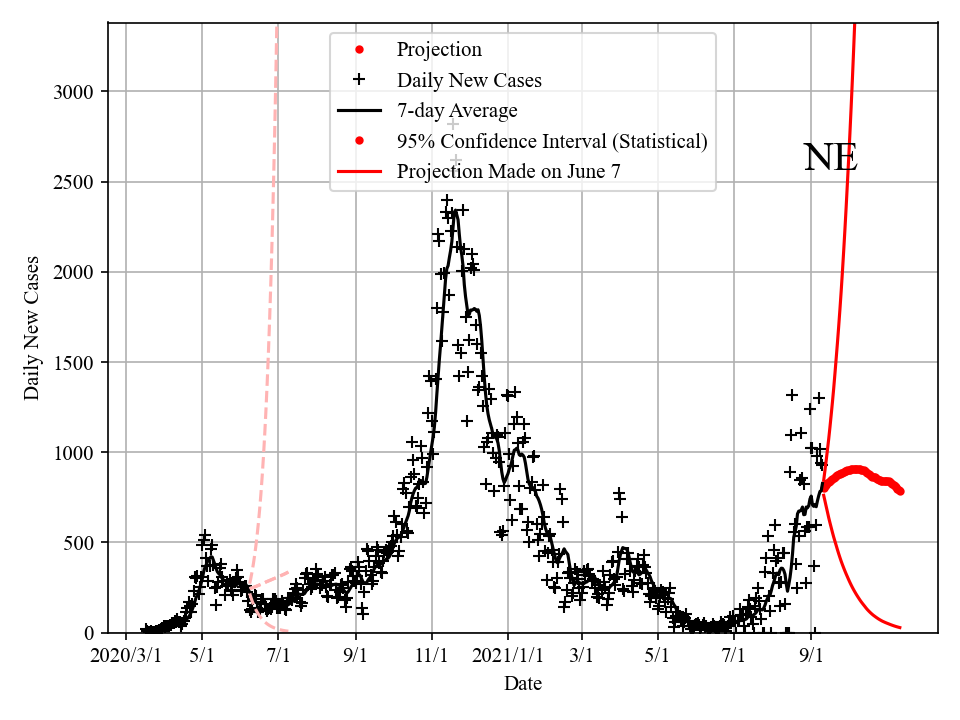 Projection
Daily New Cases
7-day Average
95% Confidence Interval (Statistical)
Projection Made on June 7
NE
3000
2500
2000
1500
1000
500
0
Daily New Cases
2020/3/1 5/1 7/1 9/1 11/1 2021/1/1 3/1 5/1 7/1 9/1
Date